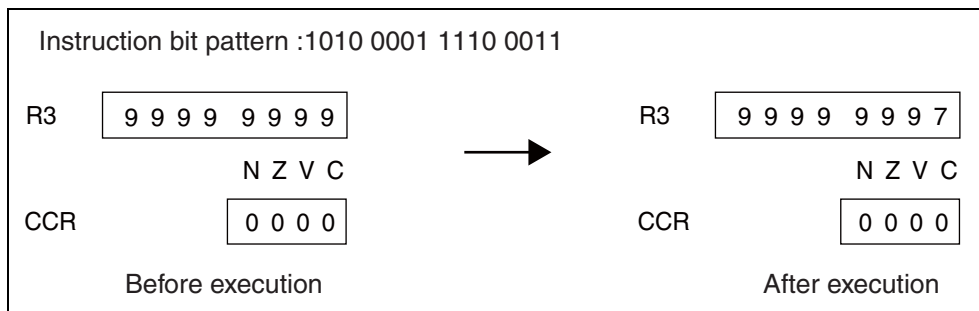 Instruction bit pattern :1010 0001 1110 0011
R3 9 9 9 9 9 9 9 9 R3 9 9 9 9 9 9 9 7
N Z V C N Z V C
CCR 0 0 0 0 CCR 0 0 0 0
Before execution After execution